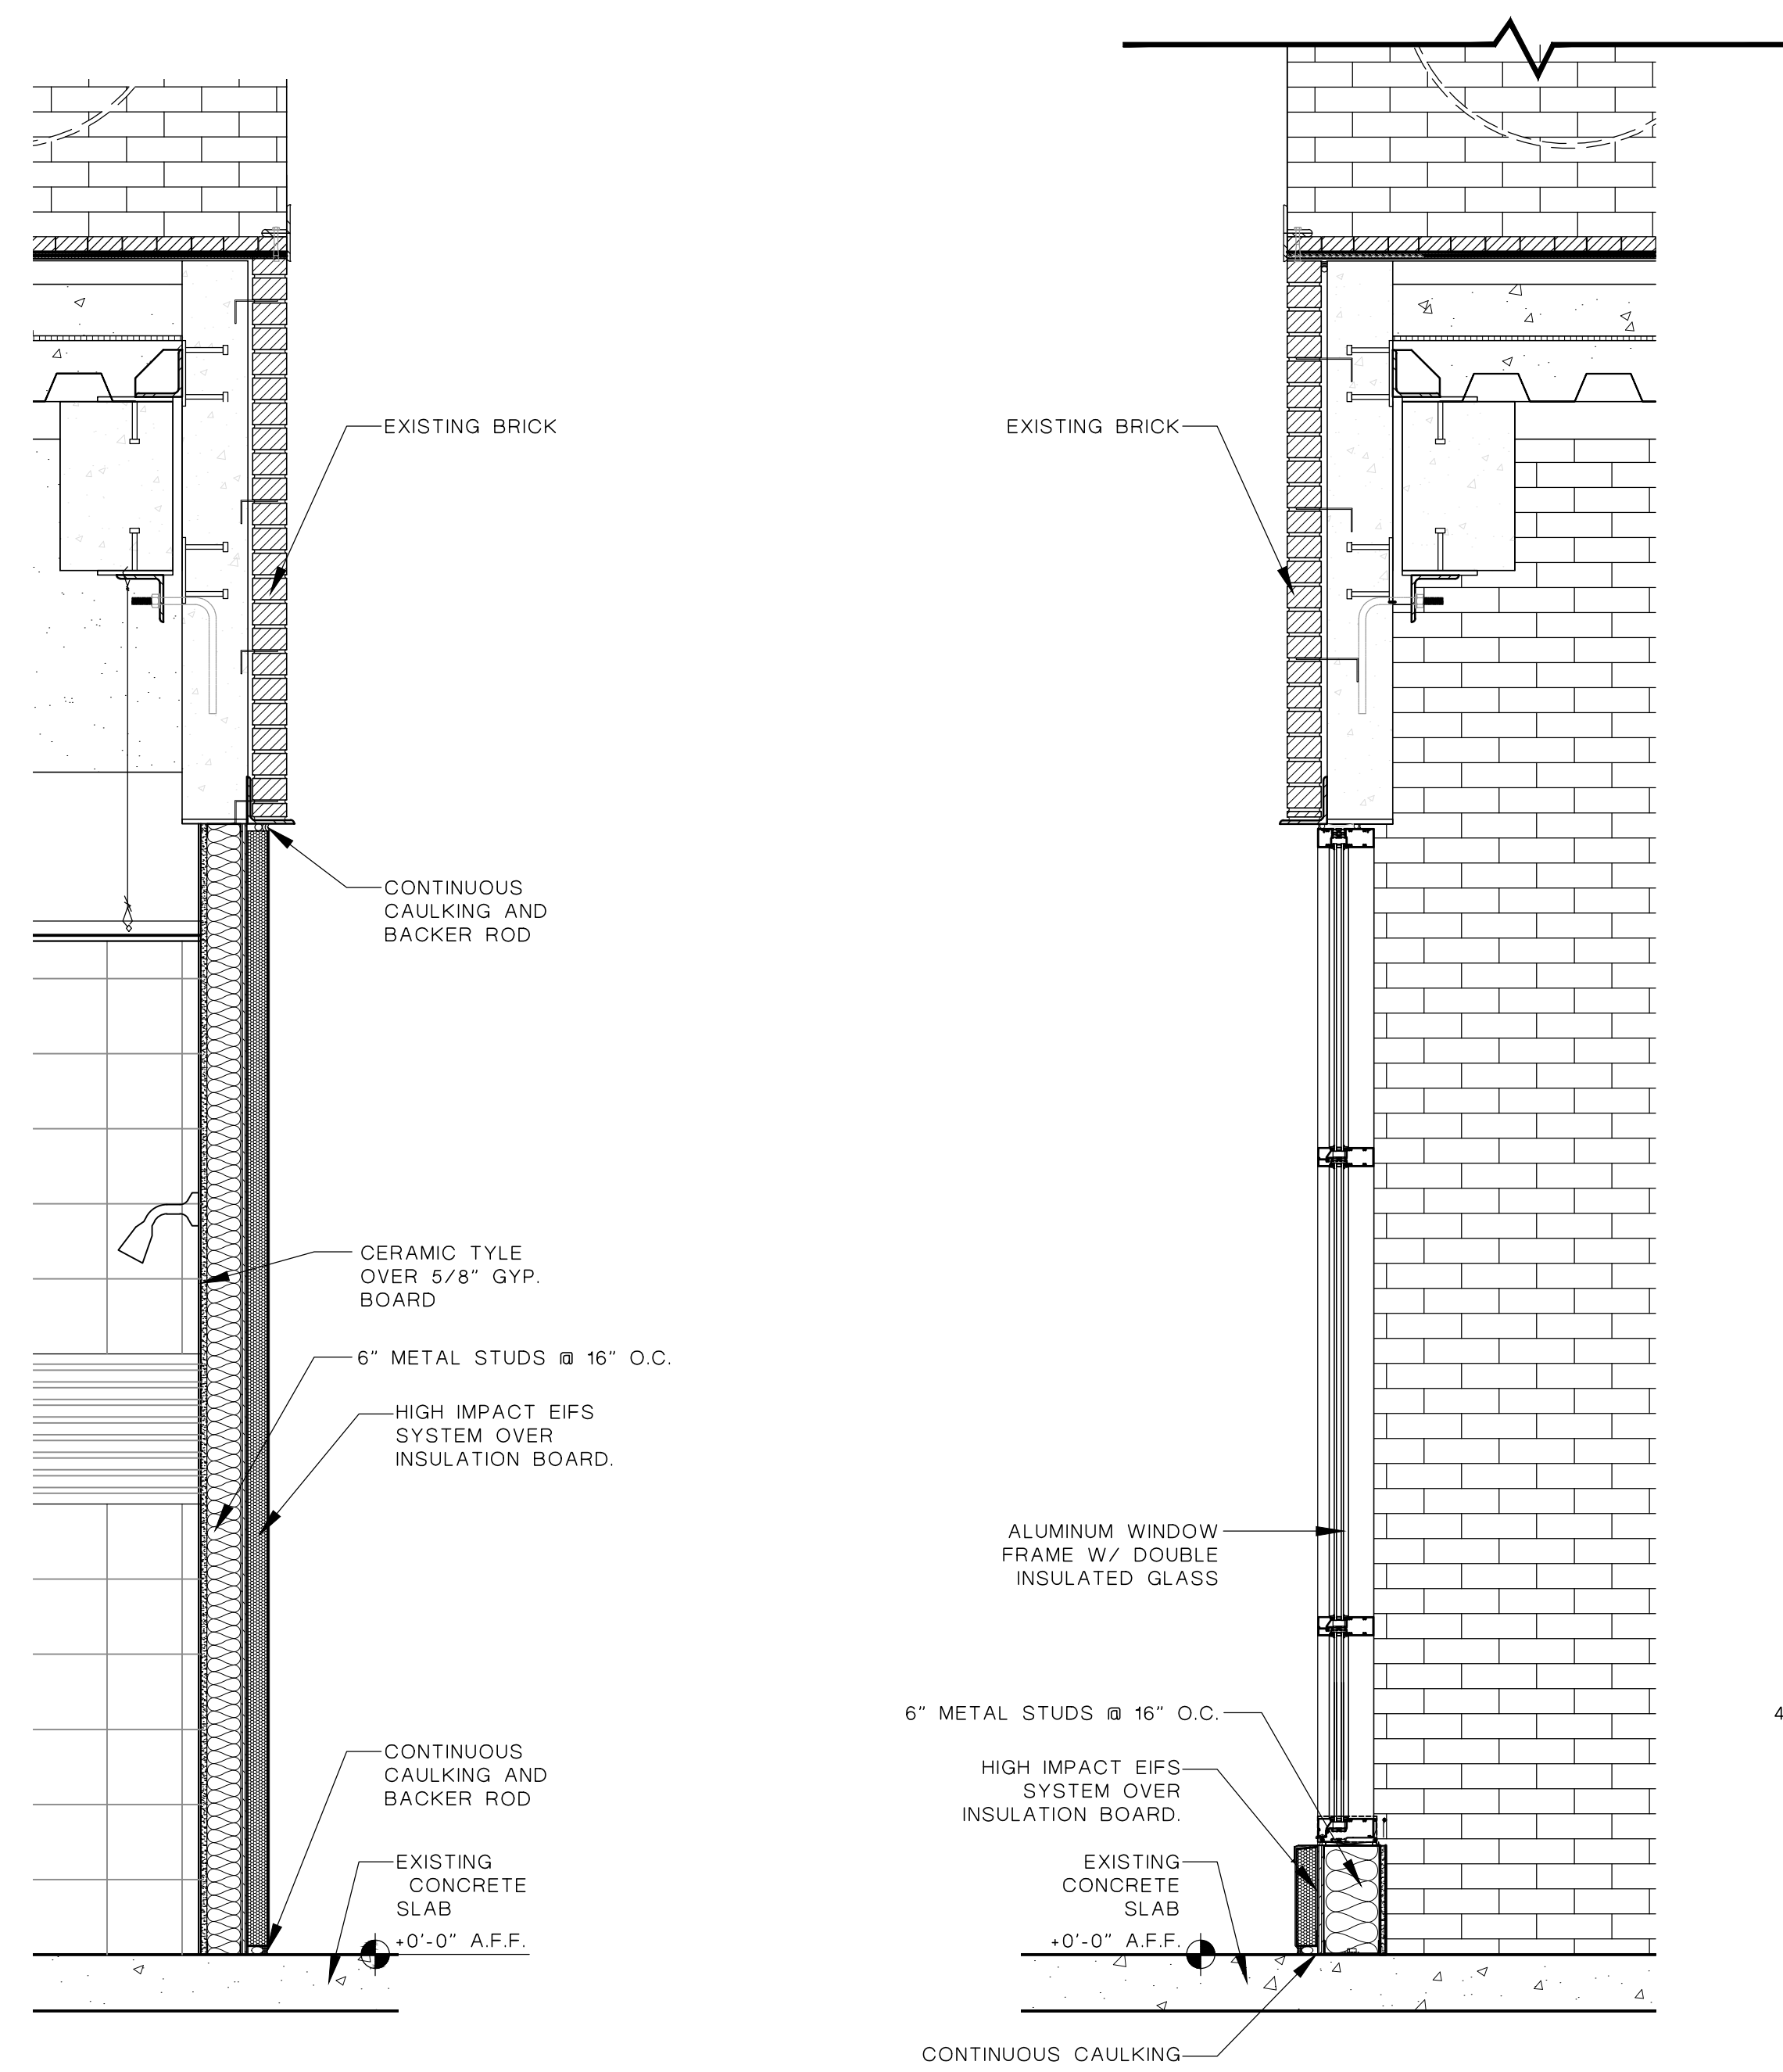 EXISTING BRICK
CONTINUOUS
CAULKING AND
BACKER ROD
CERAMIC TYLE
OVER 5/8" GYP.
BOARD
6" METAL STUDS @ 16" O.C.
HIGH IMPACT EIFS
SYSTEM OVER
INSULATION BOARD.
CONTINUOUS
CAULKING AND
BACKER ROD
EXISTING
CONCRETE
SLAB
+0'-0" A.F.F.
EXISTING BRICK
ALUMINUM WINDOW
FRAME W/ DOUBLE
INSULATED GLASS
6" METAL STUDS @ 16" O.C.
HIGH IMPACT EIFS
SYSTEM OVER
INSULATION BOARD.
EXISTING
CONCRETE
SLAB
+0'-0" A.F.F.
CONTINUOUS CAULKING
4